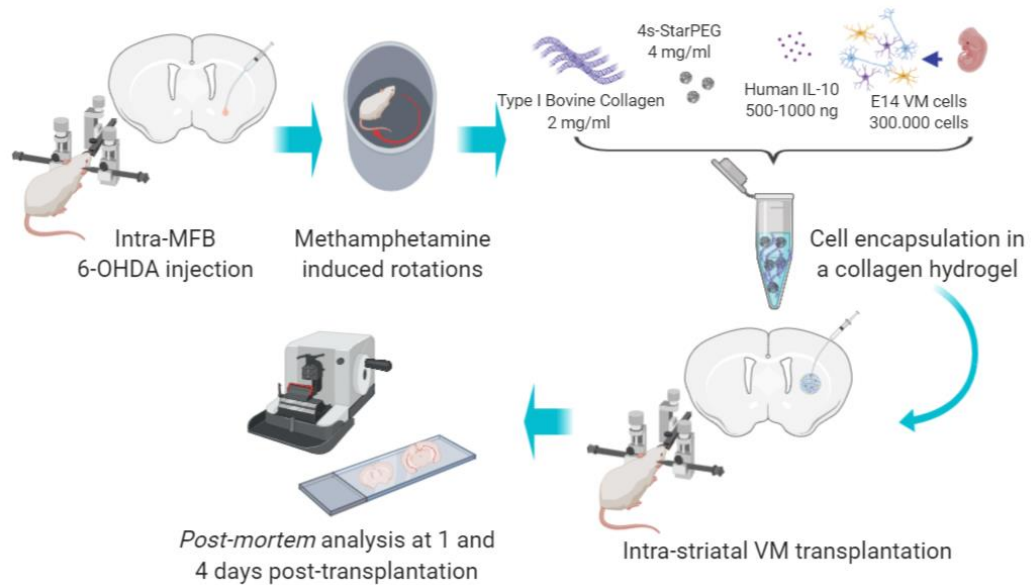 Intra-MFB
6-OHDA injection
Methamphetamine
induced rotations
Type I Bovine Collagen
2 mg/ml
4s-StarPEG
4 mg/ml
Human IL-10
500-1000 ng
E14 VM cells
300.000 cells
Cell encapsulation in
a collagen hydrogel
Intra-striatal VM transplantation
Post-mortem analysis at 1 and
4 days post-transplantation